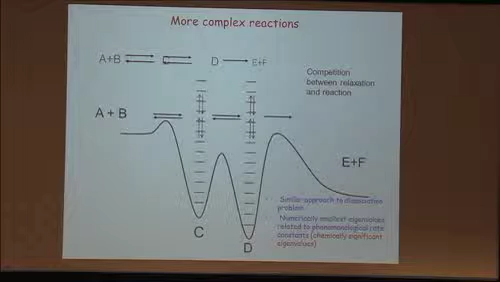 More complex reactions
A+B C D E+F
Competition
between relaxation
and reaction
A + B
E+F
Similar approach to dissociation
problem
Numerically smallest eigenvalues
related to phenomenological rate
constants (chemically significant
eigenvalues)
C
D